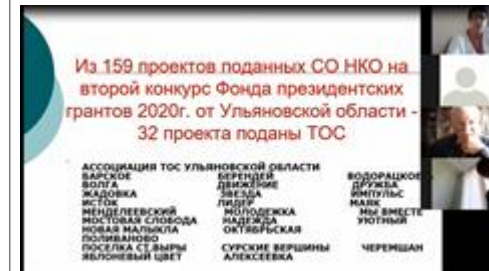 Из 159 проектов поданных СО НКО на
второй конкурс Фонда президентских
грантов 2020г. от Ульяновской области -
32 проекта поданы ТОС
АССОЦИАЦИЯ ТОС УЛЬЯНОВСКОЙ ОБЛАСТИ
БАРСКОЕ БЕРЕНДЕЙ ВОДОРАЦКОЕ
ВОЛГА ДВИЖЕНИЕ ДРУЖБА
ЖАДОВКА ЗВЕЗДА ИМПУЛЬС
ИСТОК ЛИДЕР МАЯК
МЕНДЕЛЕЕВСКИЙ МОЛОДЕЖКА МЫ ВМЕСТЕ
МОСТОВАЯ СЛОБОДА НАДЕЖДА УЮТНЫЙ
НОВАЯ МАЛЫКЛА ОКТЯБРЬСКАЯ
ПОЛИВАНОВО
ПОСЕЛКА СТ.ВЫРЫ СУРСКИЕ ВЕРШИНЫ ЧЕРЕМШАН
ЯБЛОНЕВЫЙ ЦВЕТ АЛЕКСЕЕВКА